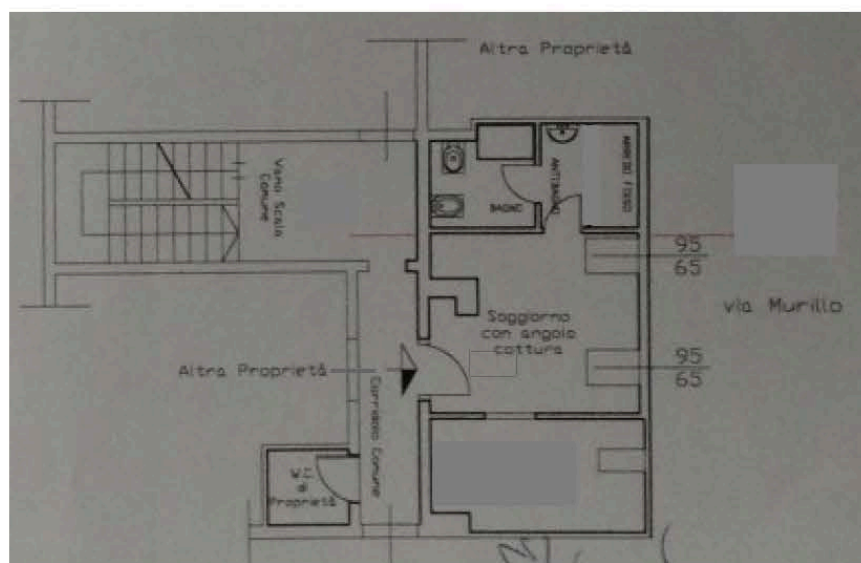 Altra Proprietà
Vano Scala
Comune
BAGNO
ANTIBAGNO
95
65
via Murillo
Soggiorno
con angolo
cottura
95
65
Altra Proprietà
Corridoio Comune
W.C.
di
Proprietà